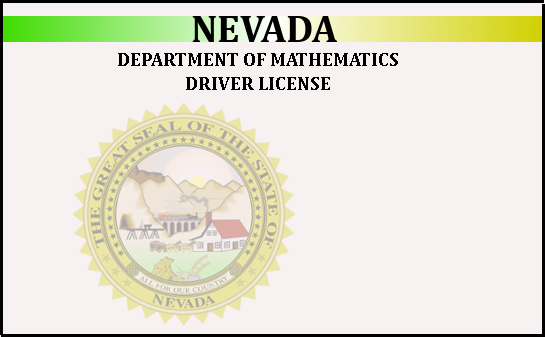 NEVADA
DEPARTMENT OF MATHEMATICS
DRIVER LICENSE
THE GREAT SEAL OF THE STATE OF
ALL FOR OUR COUNTRY
NEVADA